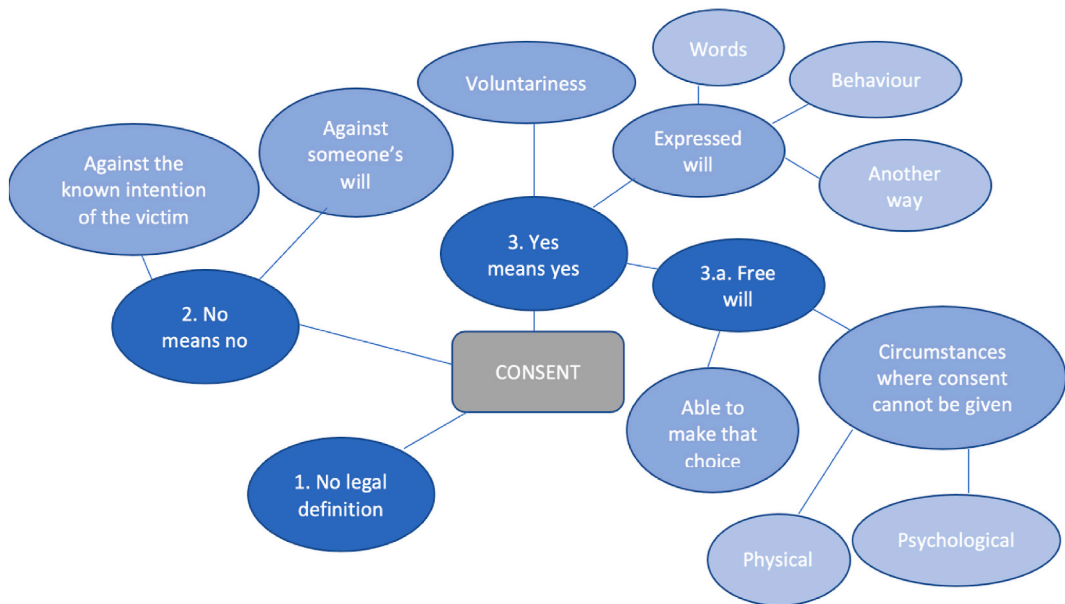 Words
Voluntariness
Behaviour
Against
someone's
will
Expressed
will
Against the
known intention
of the victim
Another
way
3. Yes
means yes
3.a. Free
will
2. No
means no
CONSENT
Circumstances
where consent
cannot be given
Able to
make that
choice
1. No legal
definition
Physical
Psychological